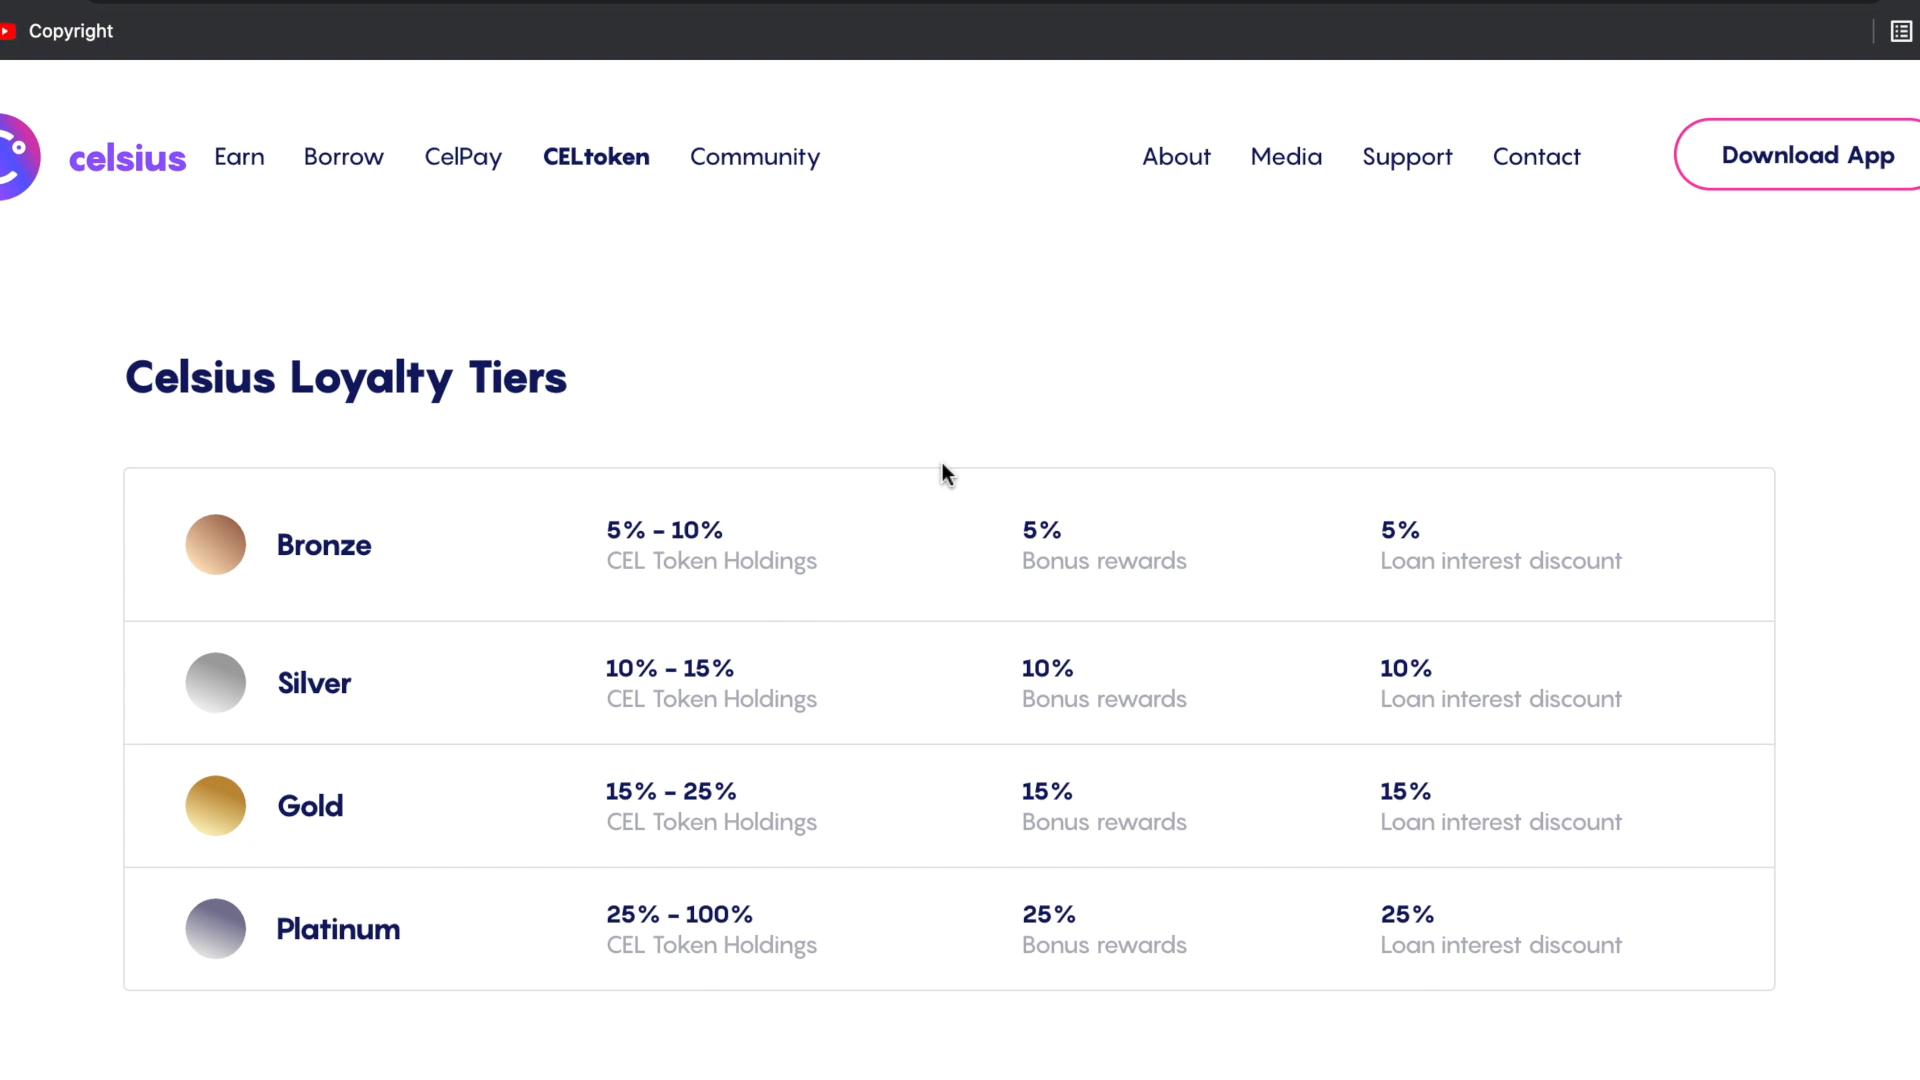 Copyright
celsius Earn Borrow CelPay CELtoken Community About Media Support Contact Download App
Celsius Loyalty Tiers
Bronze
5% - 10%
CEL Token Holdings
5%
Bonus rewards
5%
Loan interest discount
Silver
10% - 15%
CEL Token Holdings
10%
Bonus rewards
10%
Loan interest discount
Gold
15% - 25%
CEL Token Holdings
15%
Bonus rewards
15%
Loan interest discount
Platinum
25% - 100%
CEL Token Holdings
25%
Bonus rewards
25%
Loan interest discount